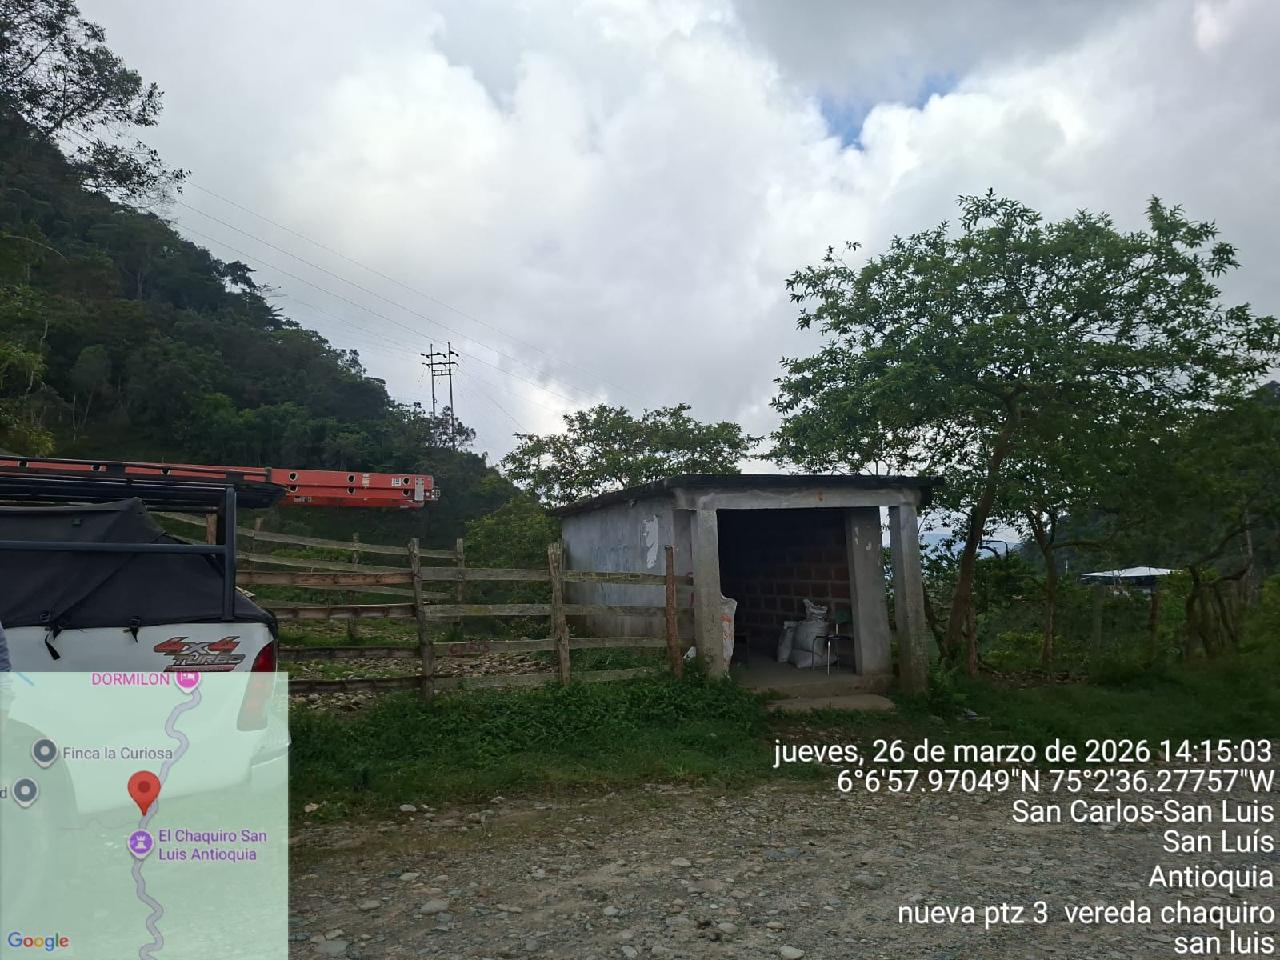 4x4
TURBO
DORMILON
Finca la Curiosa
d
El Chaquiro San
Luis Antioquia
Google
jueves, 26 de marzo de 2026 14:15:03
6°6'57.97049"N 75°2'36.27757"W
San Carlos-San Luis
San Luís
Antioquia
nueva ptz 3 vereda chaquiro
san luis